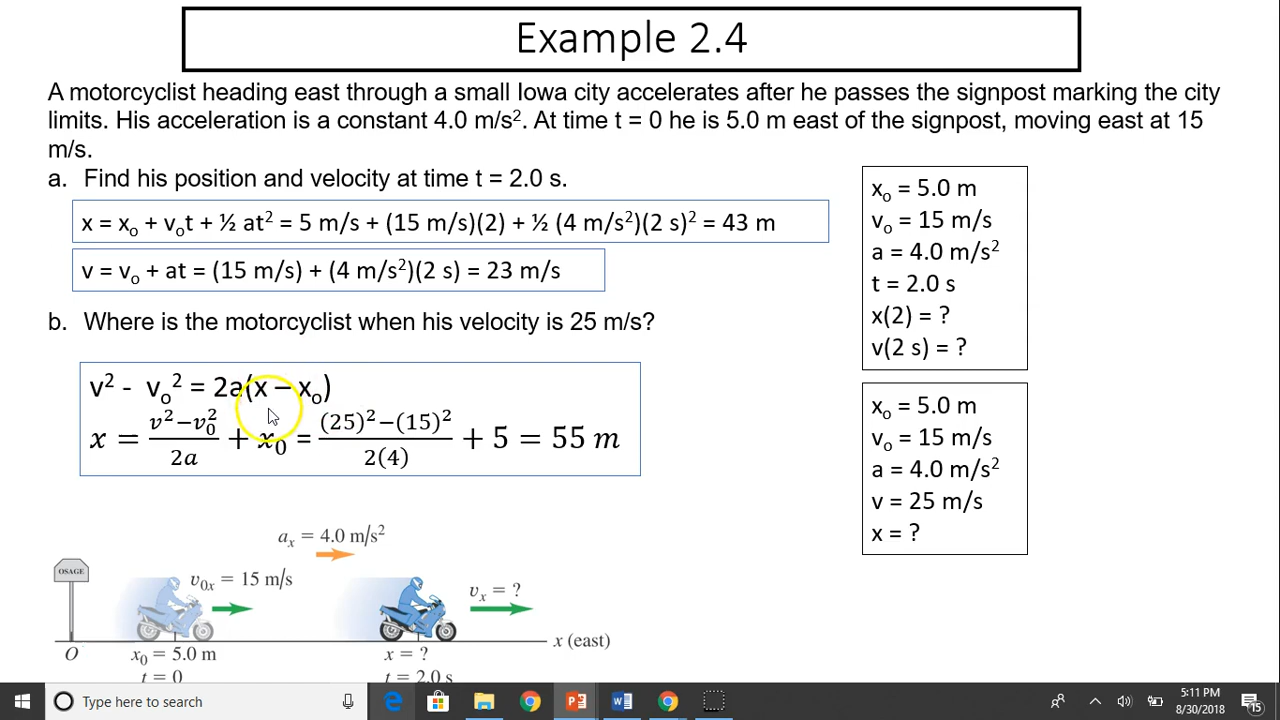 Example 2.4
A motorcyclist heading east through a small Iowa city accelerates after he passes the signpost marking the city
limits. His acceleration is a constant 4.0 m/s². At time t = 0 he is 5.0 m east of the signpost, moving east at 15
m/s.
a. Find his position and velocity at time t = 2.0 s.
x = xₒ + vₒt + ½ at² = 5 m/s + (15 m/s)(2) + ½ (4 m/s²)(2 s)² = 43 m
v = vₒ + at = (15 m/s) + (4 m/s²)(2 s) = 23 m/s
b. Where is the motorcyclist when his velocity is 25 m/s?
v² - vₒ² = 2a(x – xₒ)
x = (v²−v₀²)/2a + x₀ = ((25)²−(15)²)/2(4) + 5 = 55 m
xₒ = 5.0 m
vₒ = 15 m/s
a = 4.0 m/s²
t = 2.0 s
x(2) = ?
v(2 s) = ?
xₒ = 5.0 m
vₒ = 15 m/s
a = 4.0 m/s²
v = 25 m/s
x = ?
aₓ = 4.0 m/s²
OSAGE
v₀ₓ = 15 m/s
vₓ = ?
x (east)
O
x₀ = 5.0 m
x = ?
t = 0
t = 2.0 s
Type here to search
5:11 PM
8/30/2018
15